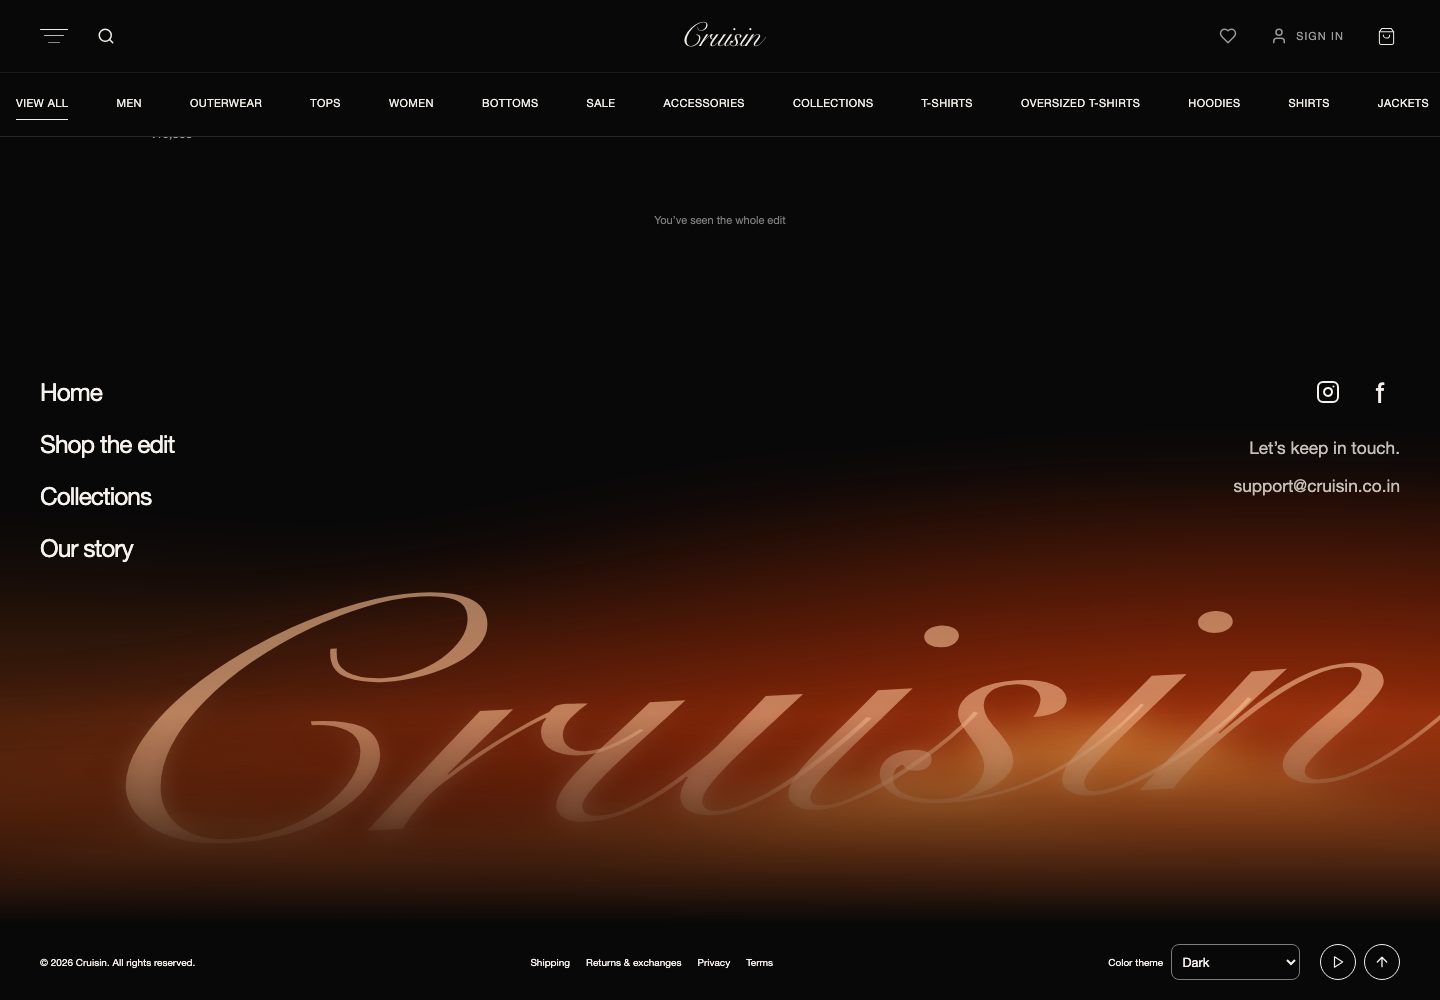 Cruisin
SIGN IN
VIEW ALL MEN OUTERWEAR TOPS WOMEN BOTTOMS SALE ACCESSORIES COLLECTIONS T-SHIRTS OVERSIZED T-SHIRTS HOODIES SHIRTS JACKETS
You’ve seen the whole edit
Home
Shop the edit
Collections
Our story
Let’s keep in touch.
support@cruisin.co.in
Cruisin
© 2026 Cruisin. All rights reserved.
Shipping Returns & exchanges Privacy Terms
Color theme Dark